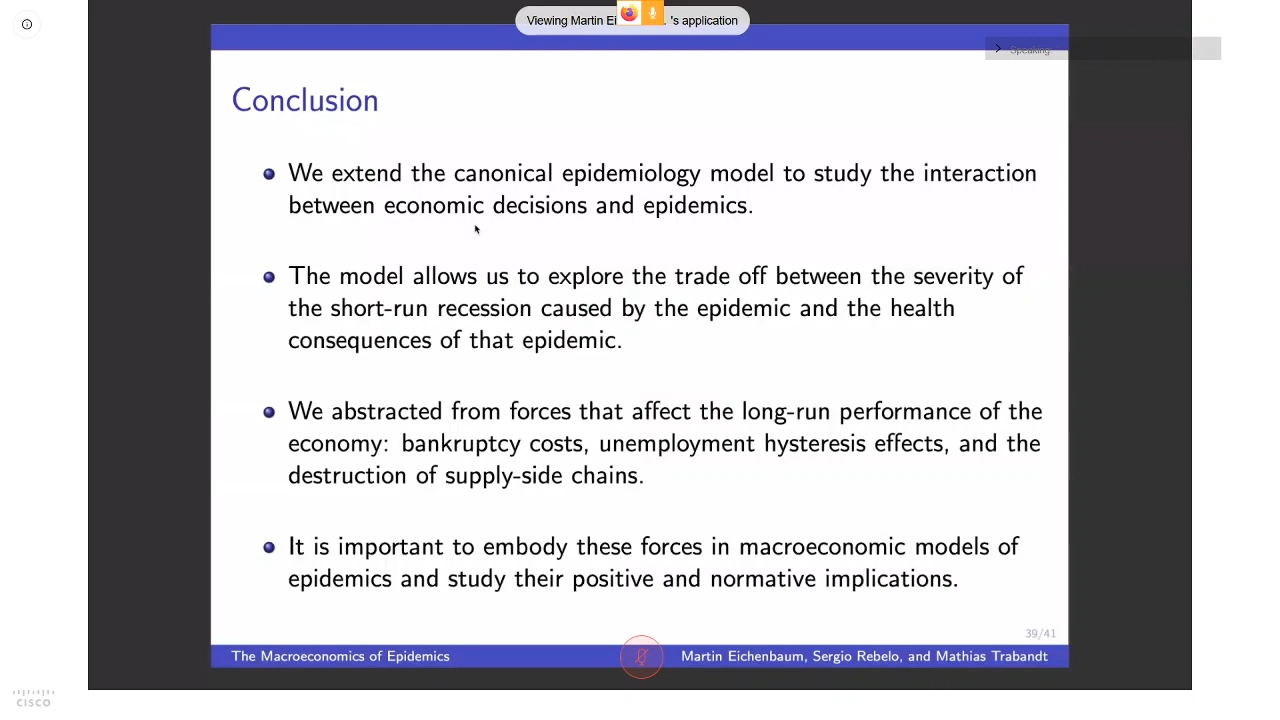 Viewing Martin Ei 's application
Speaking:
Conclusion
We extend the canonical epidemiology model to study the interaction
between economic decisions and epidemics.
The model allows us to explore the trade off between the severity of
the short-run recession caused by the epidemic and the health
consequences of that epidemic.
We abstracted from forces that affect the long-run performance of the
economy: bankruptcy costs, unemployment hysteresis effects, and the
destruction of supply-side chains.
It is important to embody these forces in macroeconomic models of
epidemics and study their positive and normative implications.
39/41
The Macroeconomics of Epidemics
Martin Eichenbaum, Sergio Rebelo, and Mathias Trabandt
CISCO